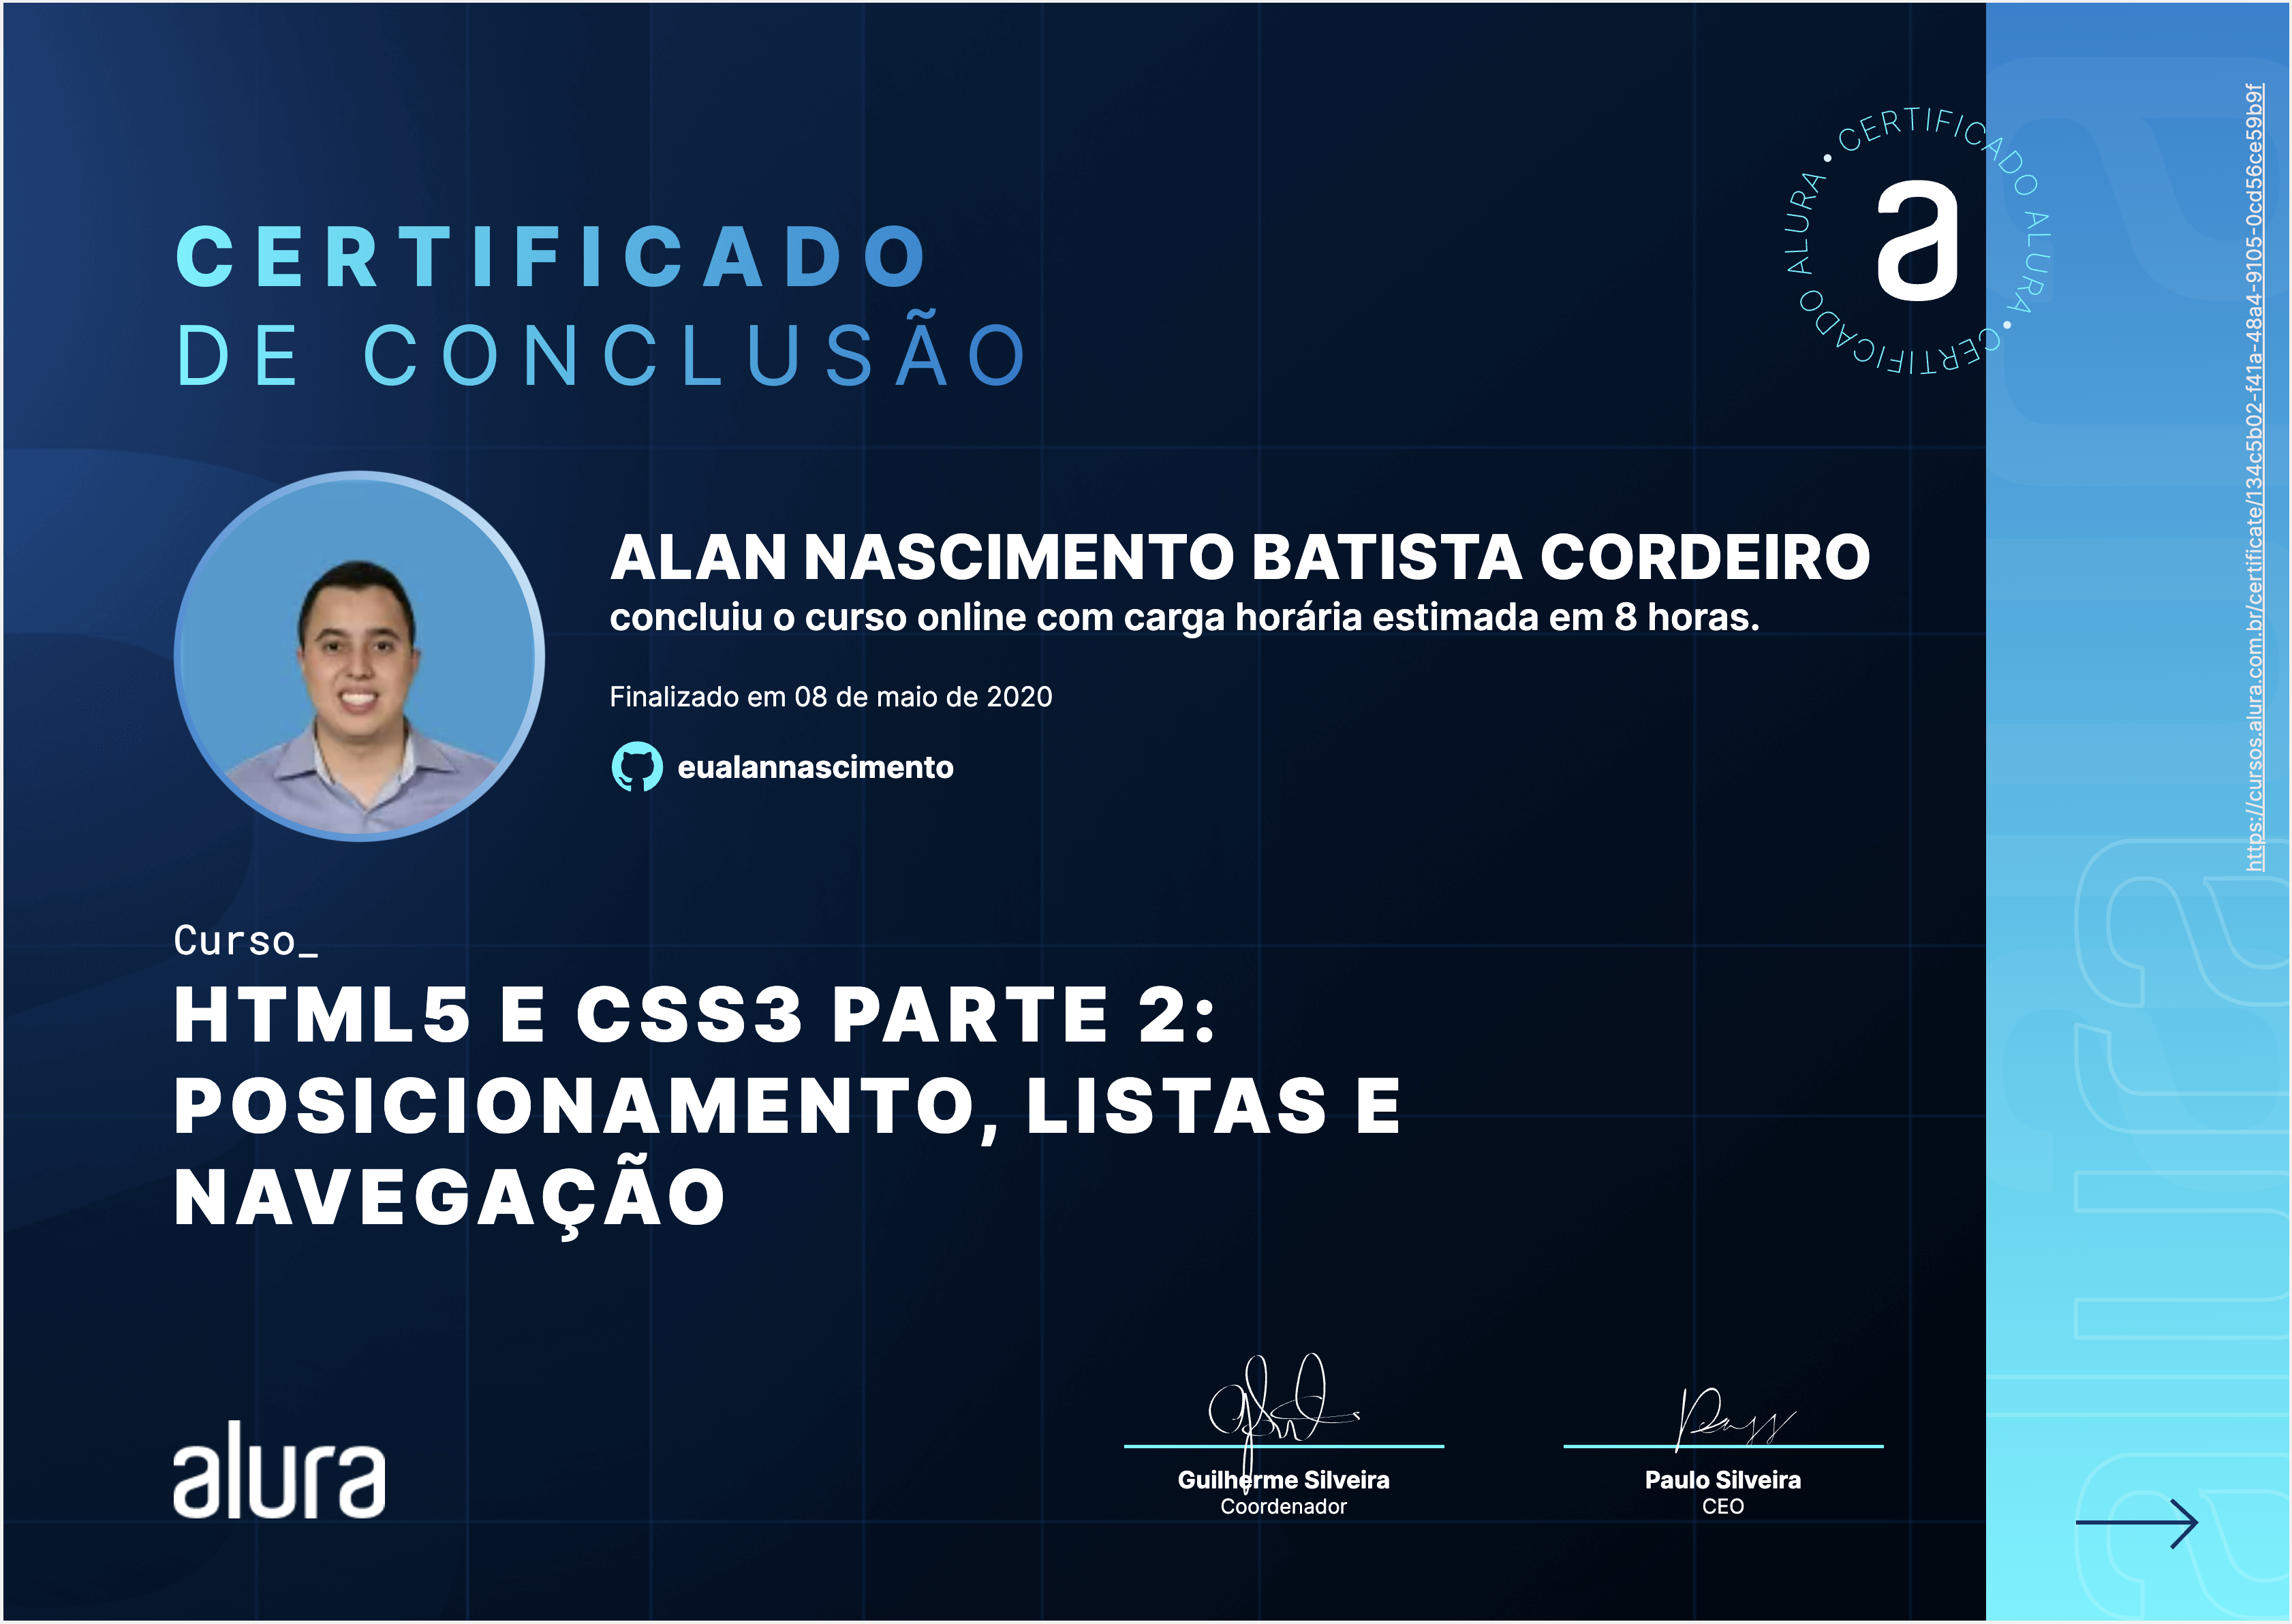 CERTIFICADO
DE CONCLUSÃO
CERTIFICADO ALURA • CERTIFICADO ALURA •
a
ALAN NASCIMENTO BATISTA CORDEIRO
concluiu o curso online com carga horária estimada em 8 horas.
Finalizado em 08 de maio de 2020
eualannascimento
Curso_
HTML5 E CSS3 PARTE 2:
POSICIONAMENTO, LISTAS E
NAVEGAÇÃO
alura
Guilherme Silveira
Coordenador
Paulo Silveira
CEO
https://cursos.alura.com.br/certificate/134c5b02-f41a-48a4-9105-0cd56ce59b9f
alura